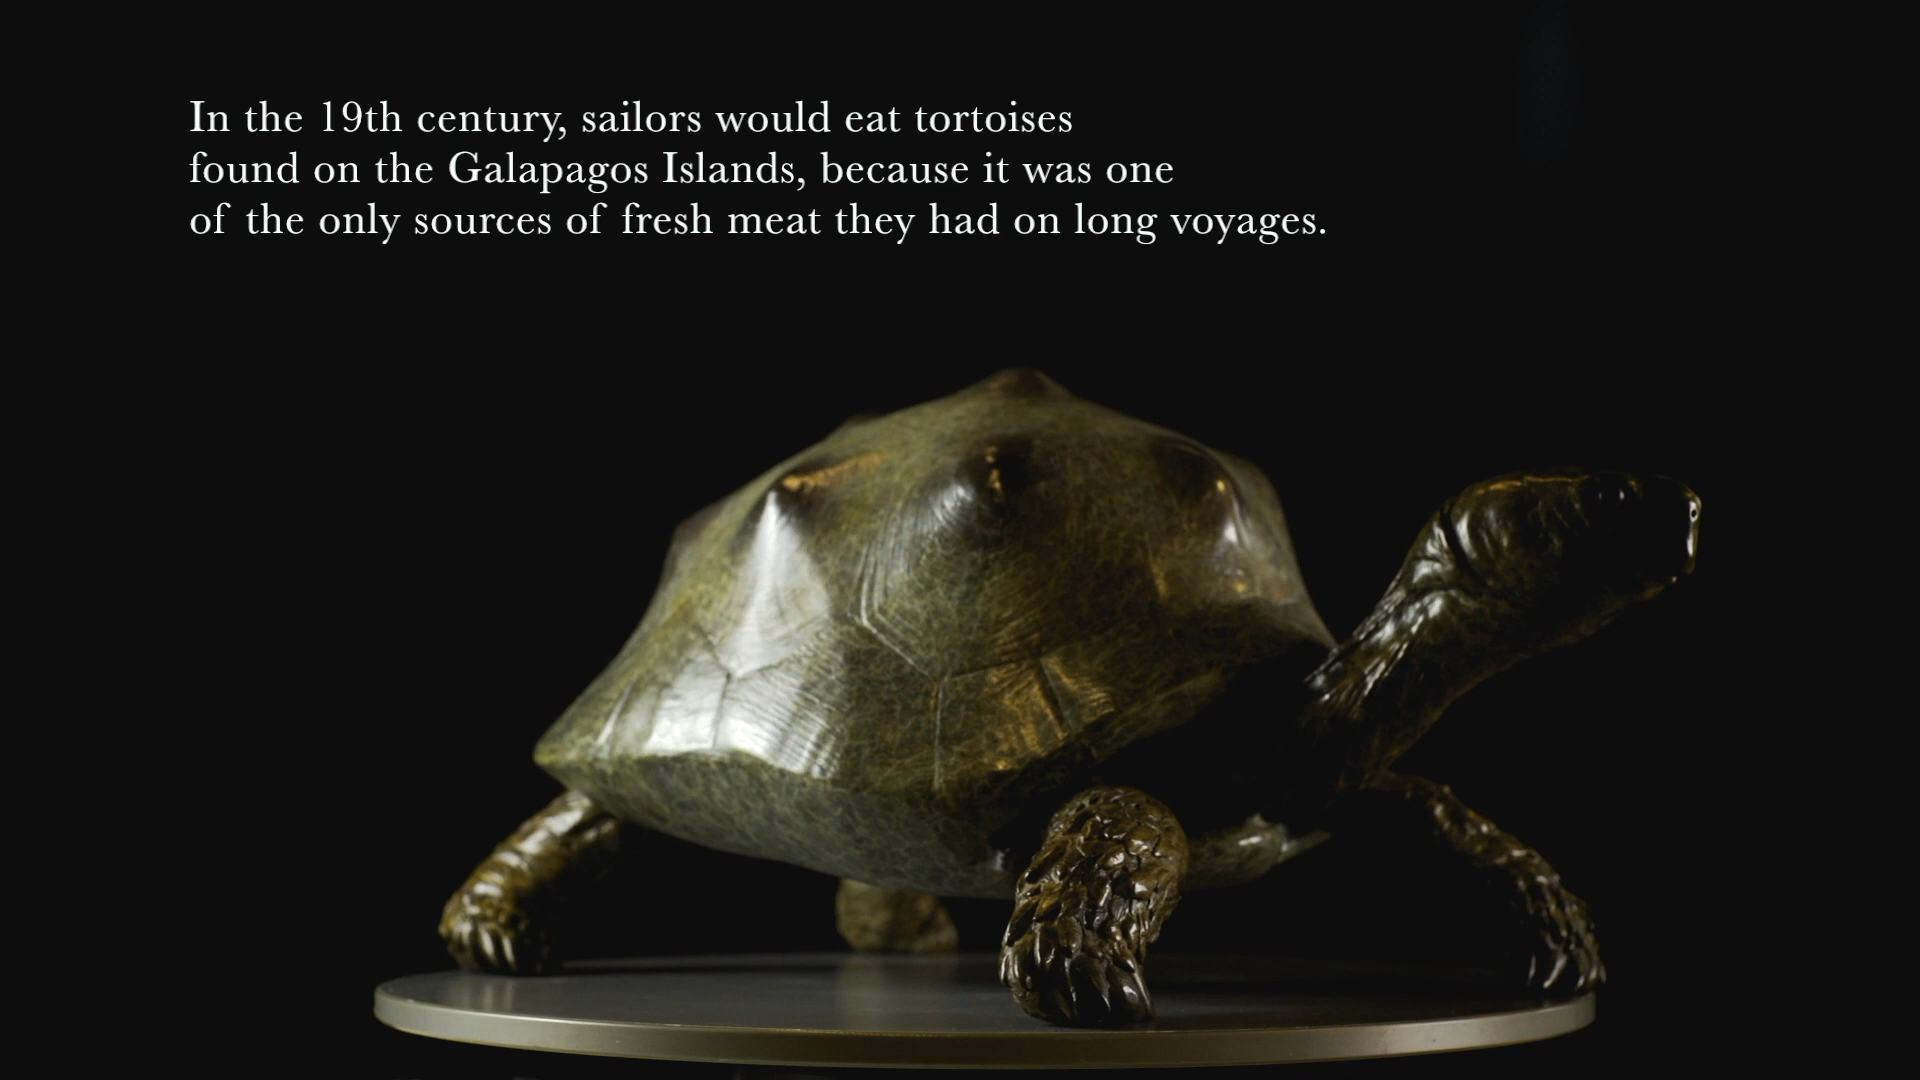 In the 19th century, sailors would eat tortoises
found on the Galapagos Islands, because it was one
of the only sources of fresh meat they had on long voyages.